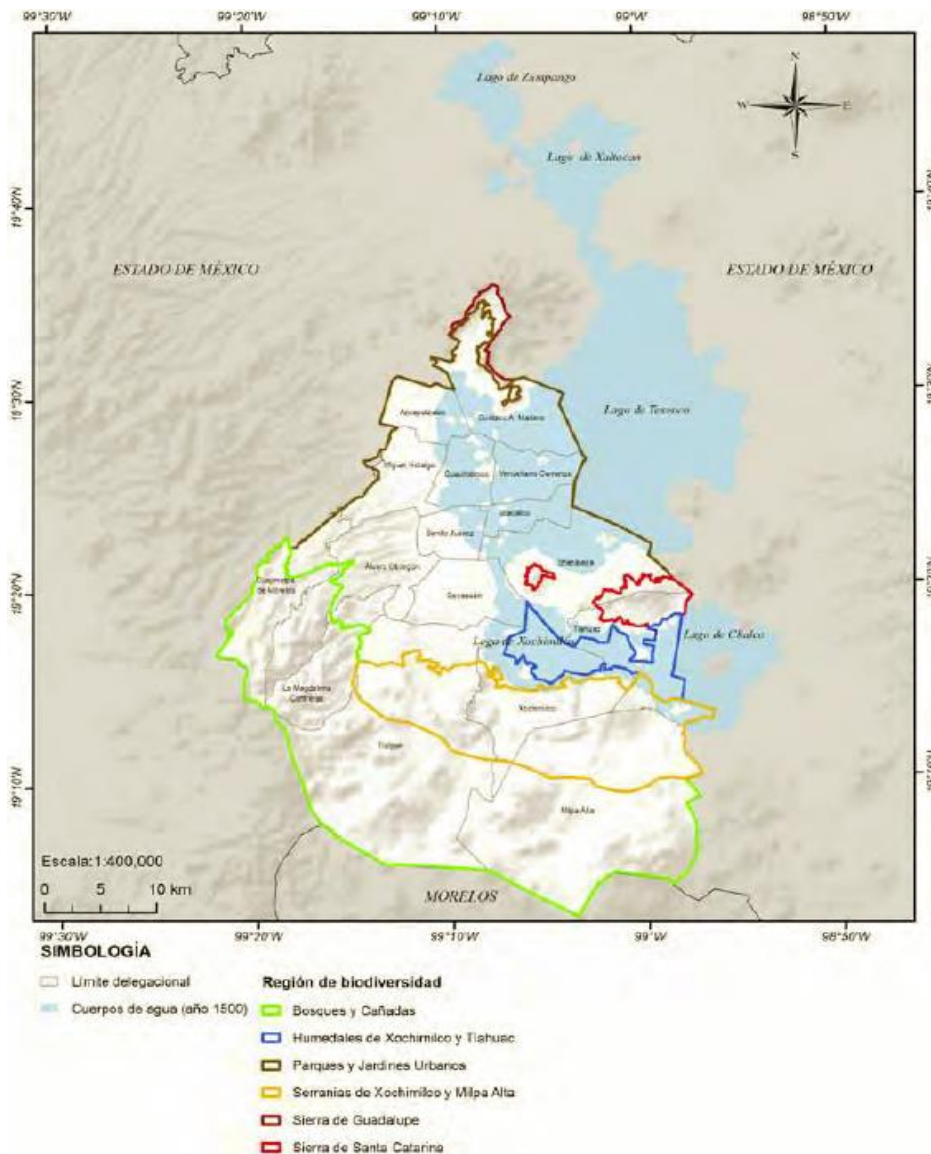 99°30'W 99°20'W 99°10'W 99°W 98°50'W
Lago de Zumpango
N
W E
S
Lago de Xaltocan
19°40'N
ESTADO DE MÉXICO ESTADO DE MÉXICO
Lago de Texcoco
Azcapotzalco
Gustavo A. Madero
Miguel Hidalgo
Cuauhtémoc
Venustiano Carranza
Iztacalco
Benito Juárez
Iztapalapa
Álvaro Obregón
Cuajimalpa
de Morelos
19°20'N
Coyoacán
Tláhuac
Lago de Xochimilco
Lago de Chalco
La Magdalena
Contreras
Xochimilco
Tlalpan
19°10'N
Milpa Alta
Escala:1:400,000
0 5 10 km
MORELOS
99°30'W 99°20'W 99°10'W 99°W 98°50'W
SIMBOLOGÍA
Límite delegacional
Cuerpos de agua (año 1500)
Región de biodiversidad
Bosques y Cañadas
Humedales de Xochimilco y Tlahuac
Parques y Jardines Urbanos
Serranías de Xochimilco y Milpa Alta
Sierra de Guadalupe
Sierra de Santa Catarina